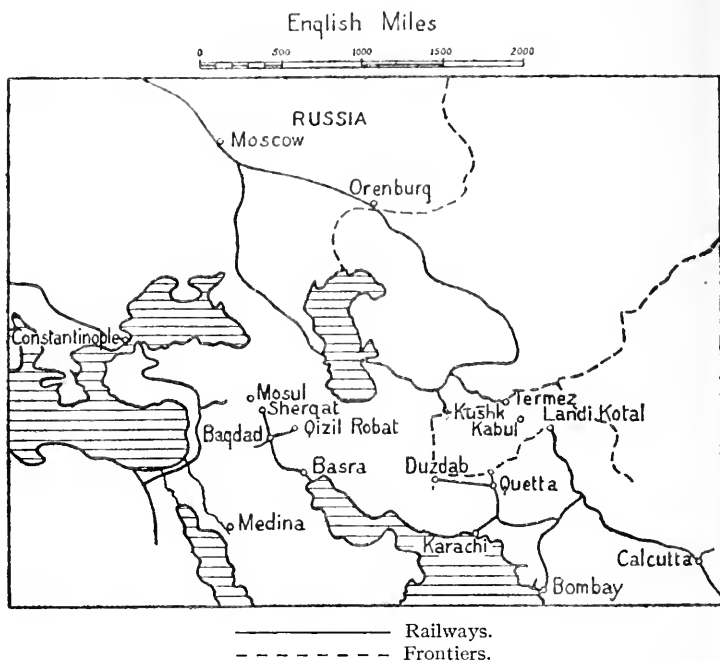 English Miles
0 500 1000 1500 2000
RUSSIA
Moscow
Orenburg
Constantinople
Mosul
Sherqat
Baqdad
Qizil Robat
Termez
Kushk
Kabul
Landi Kotal
Basra
Duzdab
Quetta
Medina
Karachi
Calcutta
Bombay
Railways.
Frontiers.